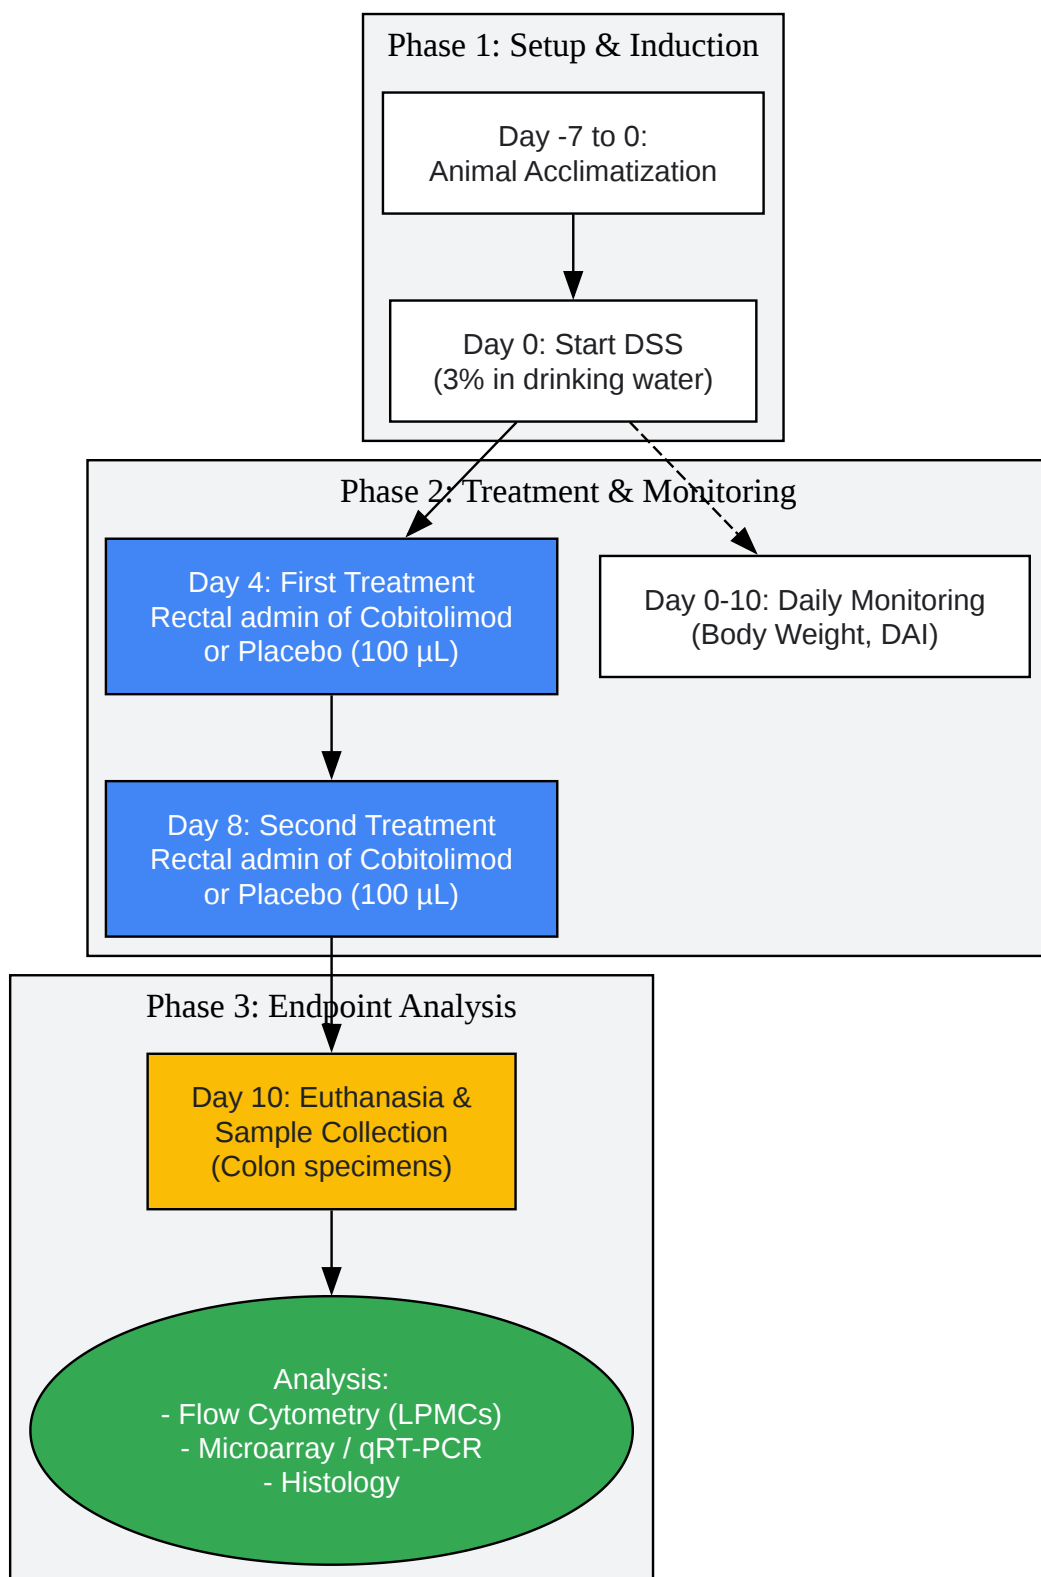 Phase 1: Setup & Induction
Day -7 to 0:
Animal Acclimatization
Day 0: Start DSS
(3% in drinking water)
Phase 2: Treatment & Monitoring
Day 4: First Treatment
Rectal admin of Cobitolimod
or Placebo (100 µL)
Day 0-10: Daily Monitoring
(Body Weight, DAI)
Day 8: Second Treatment
Rectal admin of Cobitolimod
or Placebo (100 µL)
Phase 3: Endpoint Analysis
Day 10: Euthanasia &
Sample Collection
(Colon specimens)
Analysis:
- Flow Cytometry (LPMCs)
- Microarray / qRT-PCR
- Histology